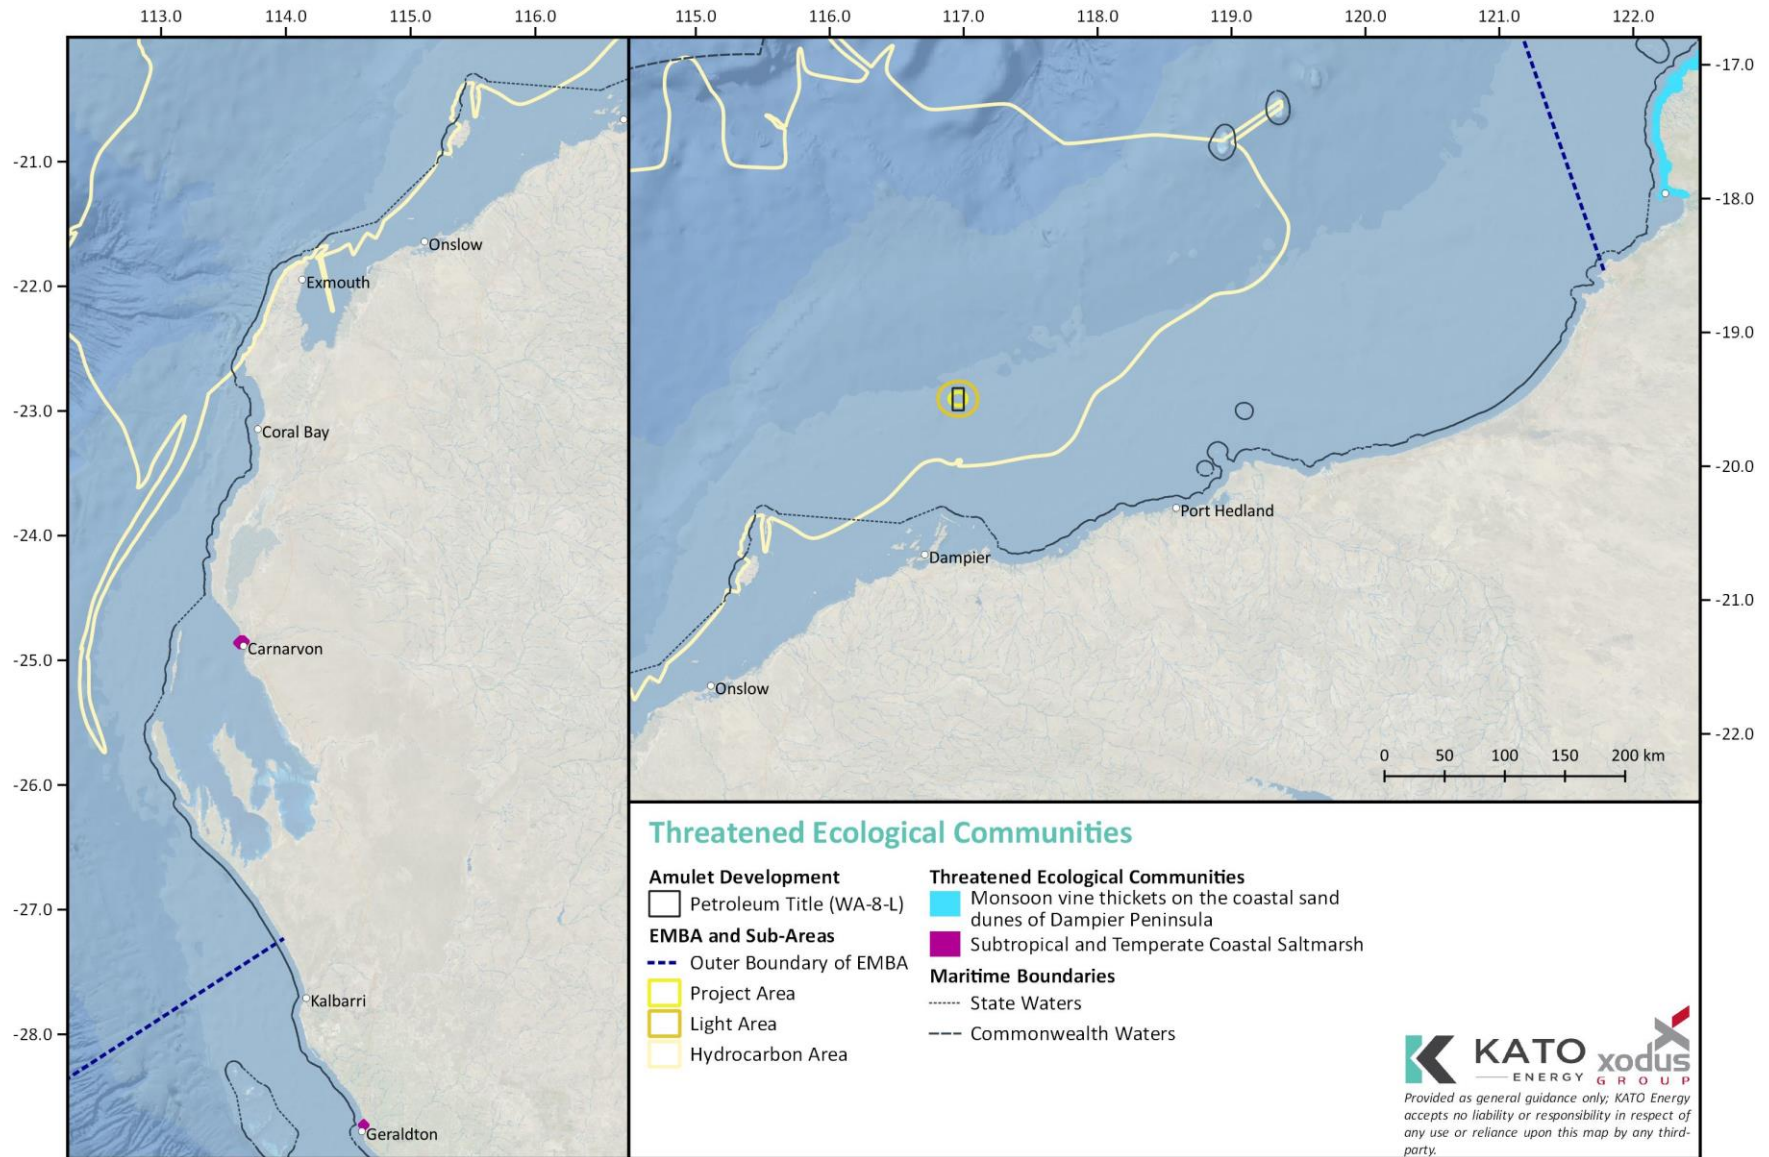 113.0 114.0 115.0 116.0
115.0 116.0 117.0 118.0 119.0 120.0 121.0 122.0
-21.0
-22.0
-23.0
-24.0
-25.0
-26.0
-27.0
-28.0
Onslow
Exmouth
Coral Bay
Carnarvon
Kalbarri
Geraldton
-17.0
-18.0
-19.0
-20.0
-21.0
-22.0
Port Hedland
Dampier
Onslow
0 50 100 150 200 km
Threatened Ecological Communities
Amulet Development
Petroleum Title (WA-8-L)
EMBA and Sub-Areas
Outer Boundary of EMBA
Project Area
Light Area
Hydrocarbon Area
Threatened Ecological Communities
Monsoon vine thickets on the coastal sand
dunes of Dampier Peninsula
Subtropical and Temperate Coastal Saltmarsh
Maritime Boundaries
State Waters
Commonwealth Waters
KATO
ENERGY
xodus
GROUP
Provided as general guidance only; KATO Energy
accepts no liability or responsibility in respect of
any use or reliance upon this map by any third-
party.